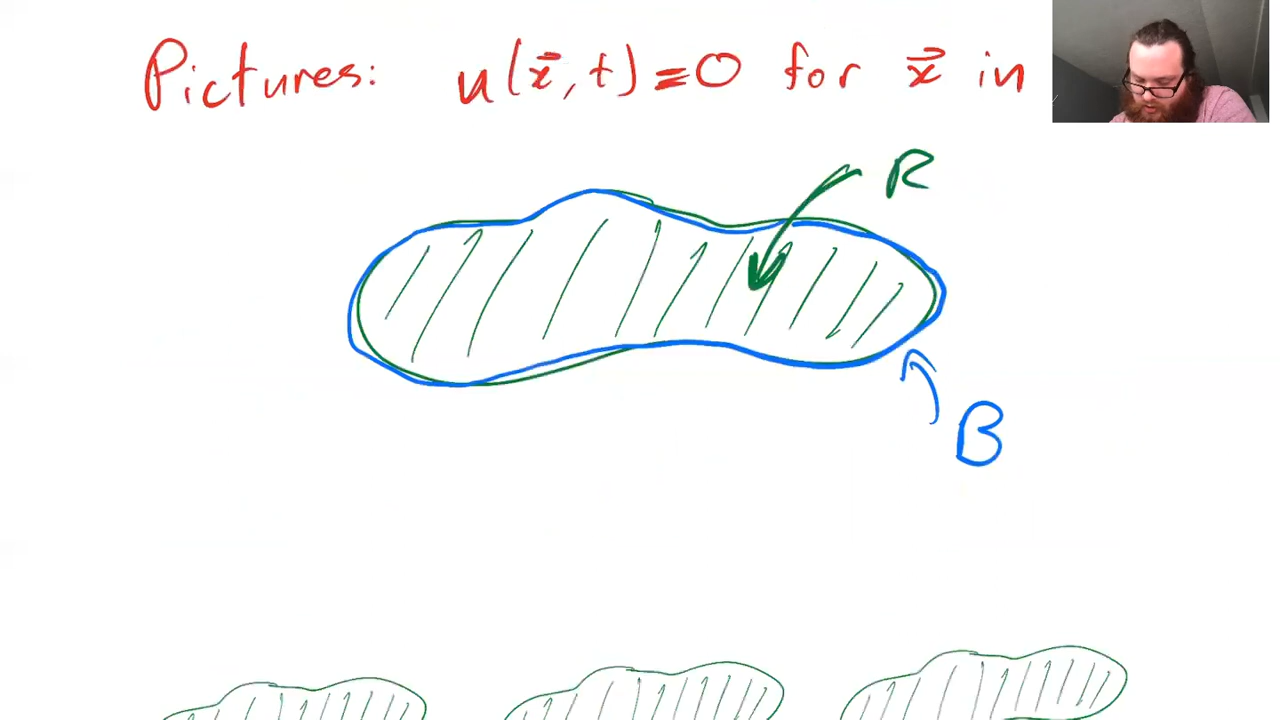 Pictures: u(x⃗, t) = 0 for x⃗ in
R
B